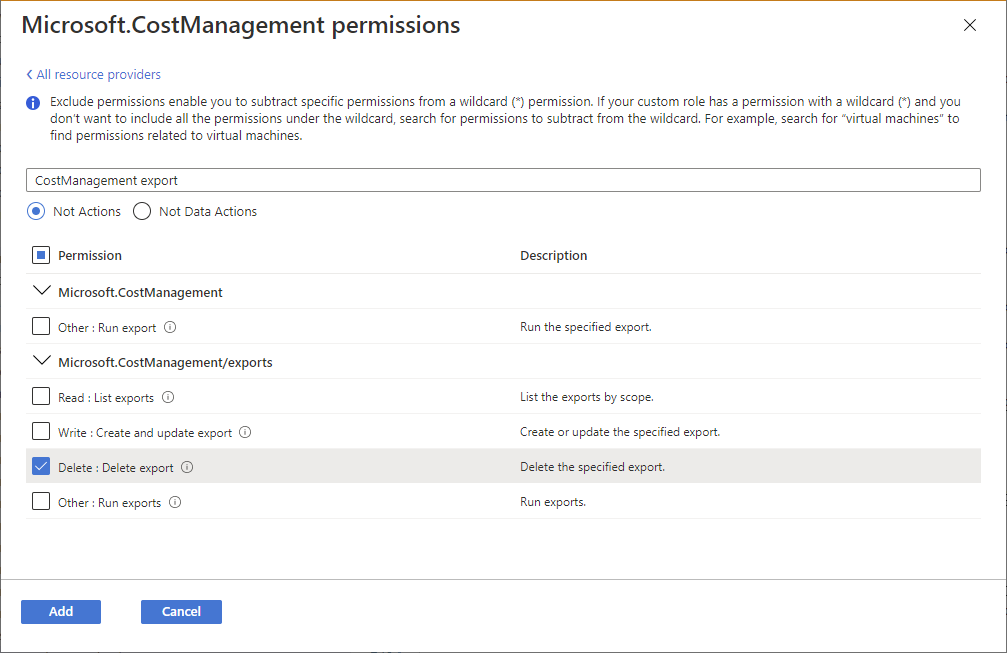 Microsoft.CostManagement permissions
All resource providers
Exclude permissions enable you to subtract specific permissions from a wildcard (*) permission. If your custom role has a permission with a wildcard (*) and you
don't want to include all the permissions under the wildcard, search for permissions to subtract from the wildcard. For example, search for “virtual machines” to
find permissions related to virtual machines.
CostManagement export
Not Actions Not Data Actions
Permission Description
Microsoft.CostManagement
Other : Run export Run the specified export.
Microsoft.CostManagement/exports
Read : List exports List the exports by scope.
Write : Create and update export Create or update the specified export.
Delete : Delete export Delete the specified export.
Other : Run exports Run exports.
Add Cancel